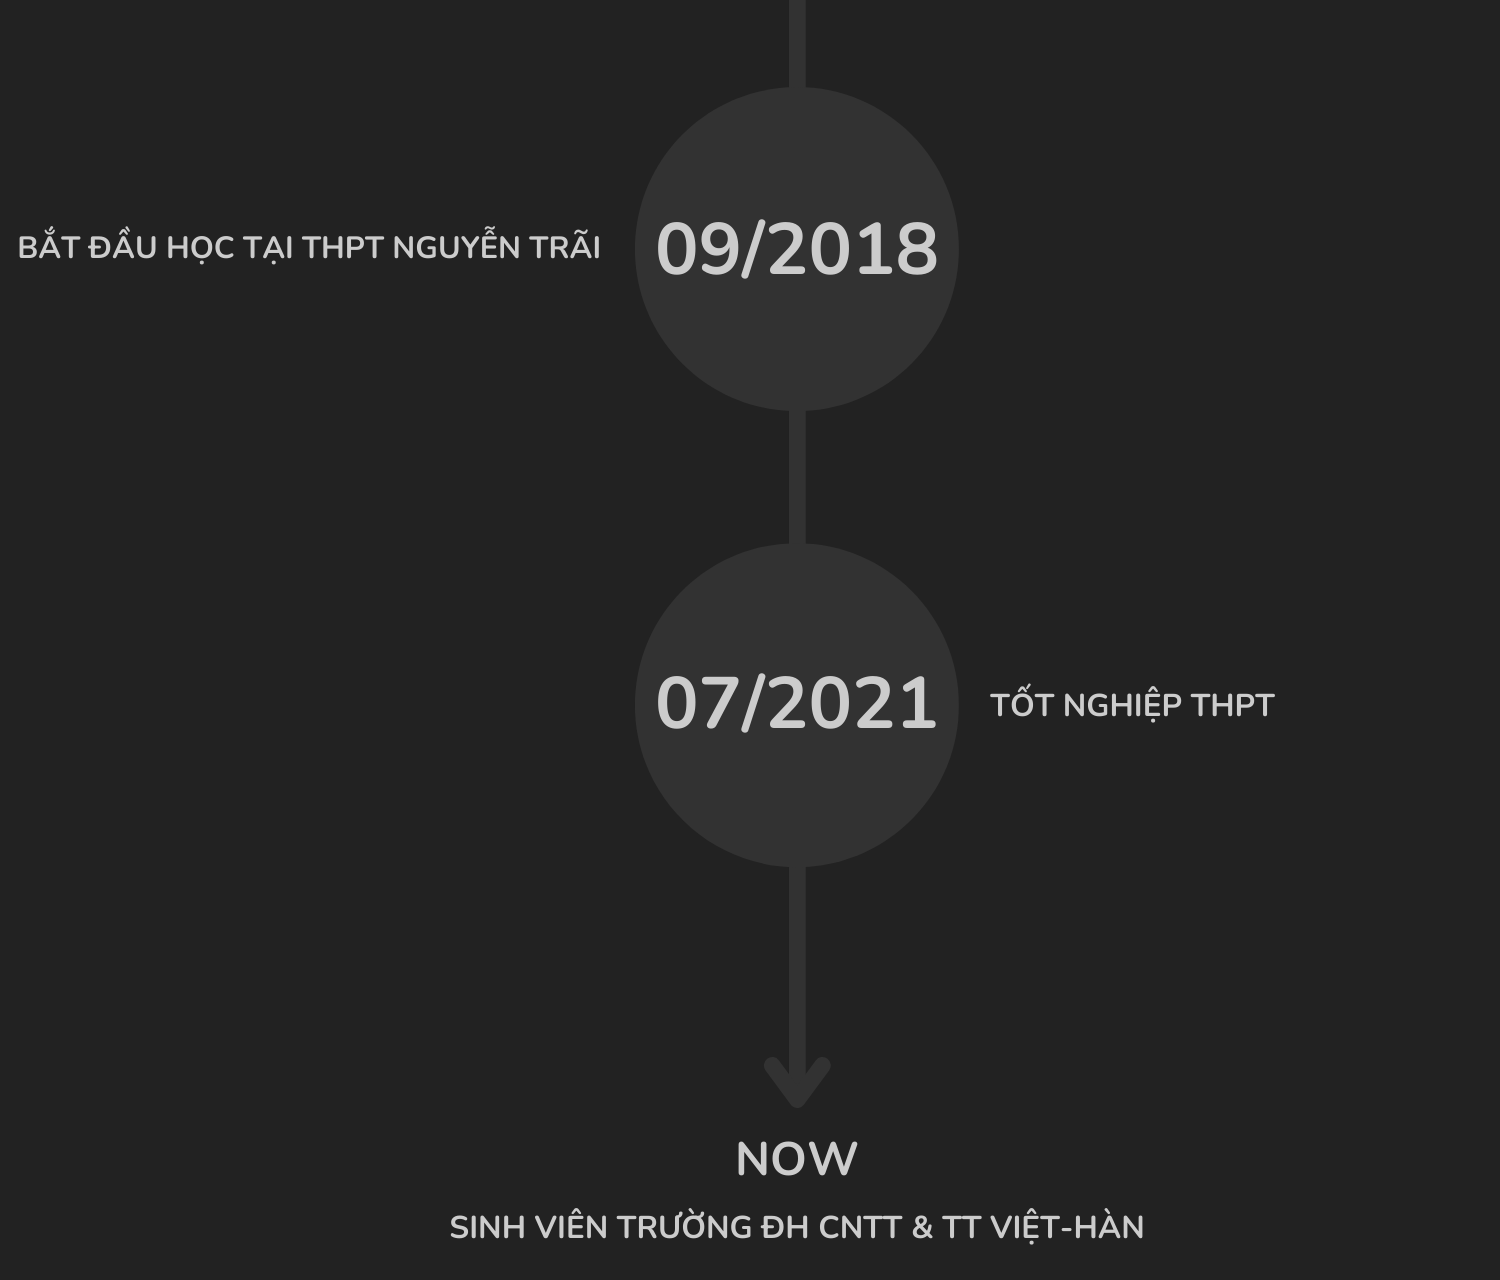 BẮT ĐẦU HỌC TẠI THPT NGUYỄN TRÃI
09/2018
07/2021
TỐT NGHIỆP THPT
NOW
SINH VIÊN TRƯỜNG ĐH CNTT & TT VIỆT-HÀN